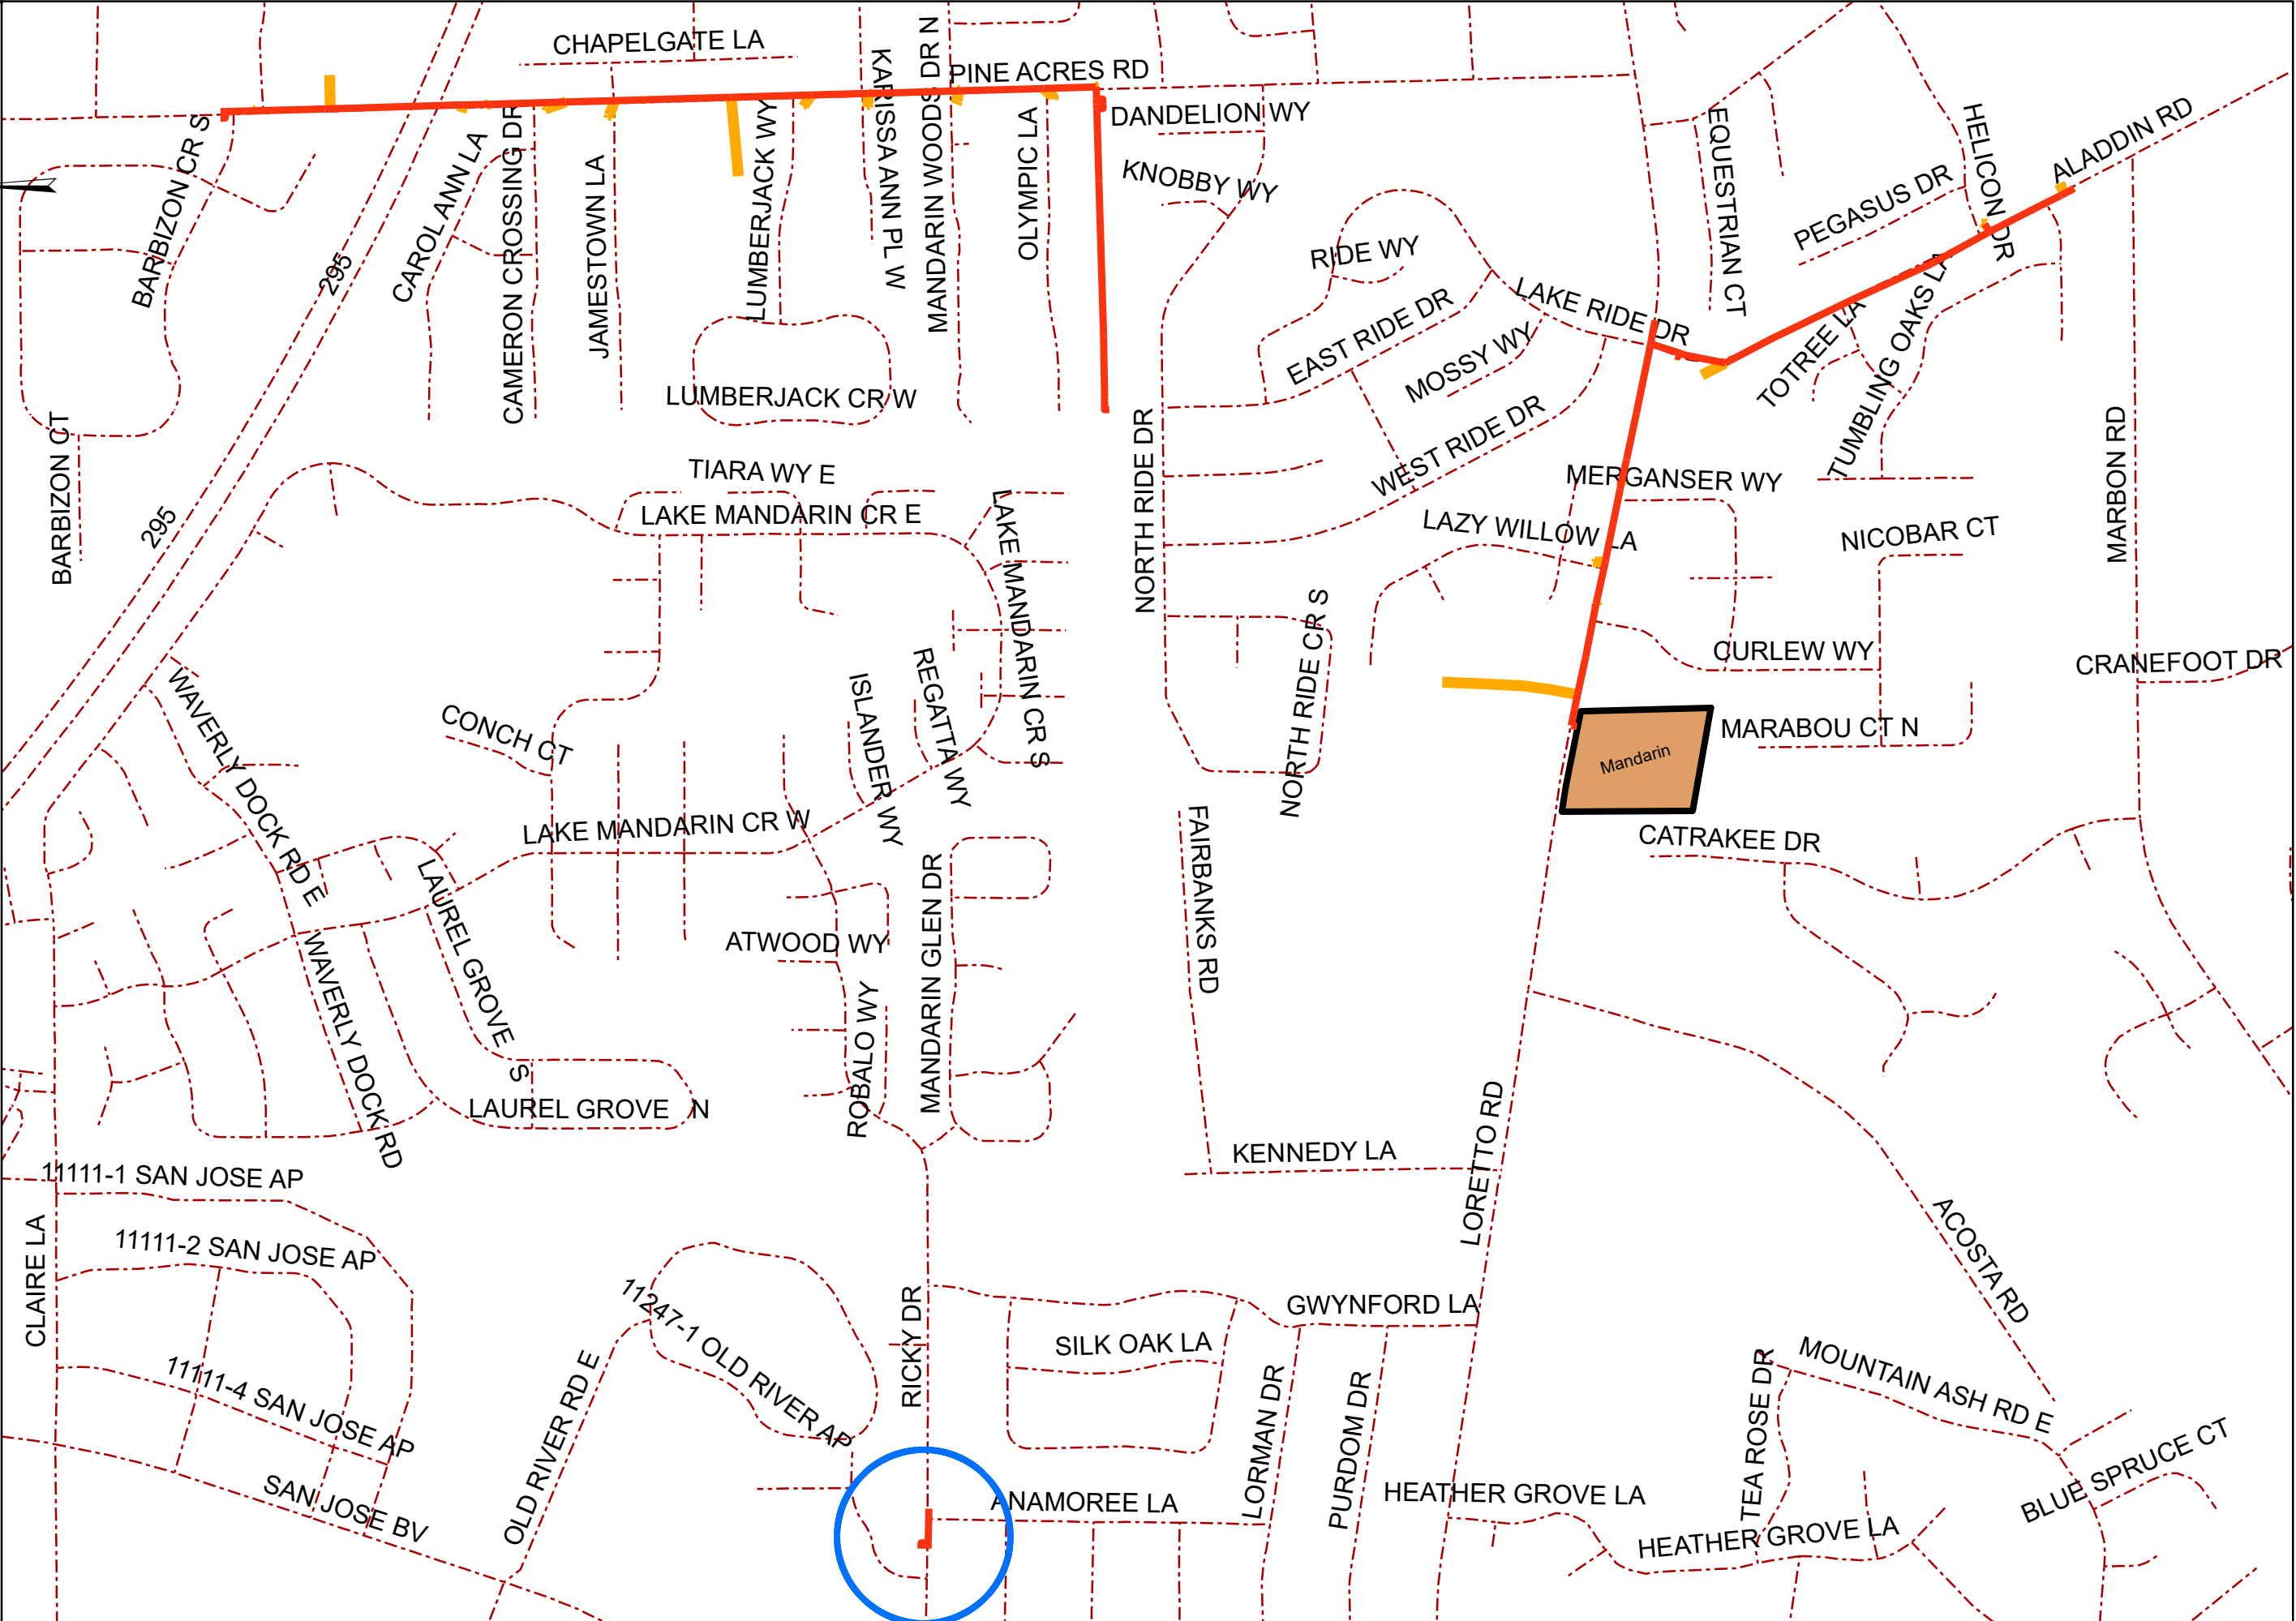 CHAPELGATE LA
PINE ACRES RD
KARISSA ANN PL W
MANDARIN WOODS DR N
DANDELION WY
BARBIZON CR S
CAROL ANN LA
CAMERON CROSSING DR
JAMESTOWN LA
LUMBERJACK WY
OLYMPIC LA
KNOBBY WY
EQUESTRIAN CT
HELICON DR
ALADDIN RD
PEGASUS DR
295
RIDE WY
LAKE RIDE DR
EAST RIDE DR
MOSSY WY
TOTREE LA
TUMBLING OAKS LA
LUMBERJACK CR W
WEST RIDE DR
BARBIZON CT
NORTH RIDE DR
MARBON RD
TIARA WY E
MERGANSER WY
295
LAKE MANDARIN CR E
LAZY WILLOW LA
NICOBAR CT
LAKE MANDARIN CR S
NORTH RIDE CR S
CURLEW WY
CRANEFOOT DR
WAVERLY DOCK RD E
CONCH CT
ISLANDER WY
REGATTA WY
MARABOU CT N
Mandarin
LAKE MANDARIN CR W
CATRAKEE DR
FAIRBANKS RD
LAUREL GROVE S
MANDARIN GLEN DR
ATWOOD WY
WAVERLY DOCK RD
ROBALO WY
LAUREL GROVE N
LORETTO RD
KENNEDY LA
11111-1 SAN JOSE AP
CLAIRE LA
11111-2 SAN JOSE AP
ACOSTA RD
11247-1 OLD RIVER AP
RICKY DR
GWYNFORD LA
SILK OAK LA
11111-4 SAN JOSE AP
OLD RIVER RD E
LORMAN DR
PURDOM DR
TEA ROSE DR
MOUNTAIN ASH RD E
SAN JOSE BV
ANAMOREE LA
HEATHER GROVE LA
HEATHER GROVE LA
BLUE SPRUCE CT